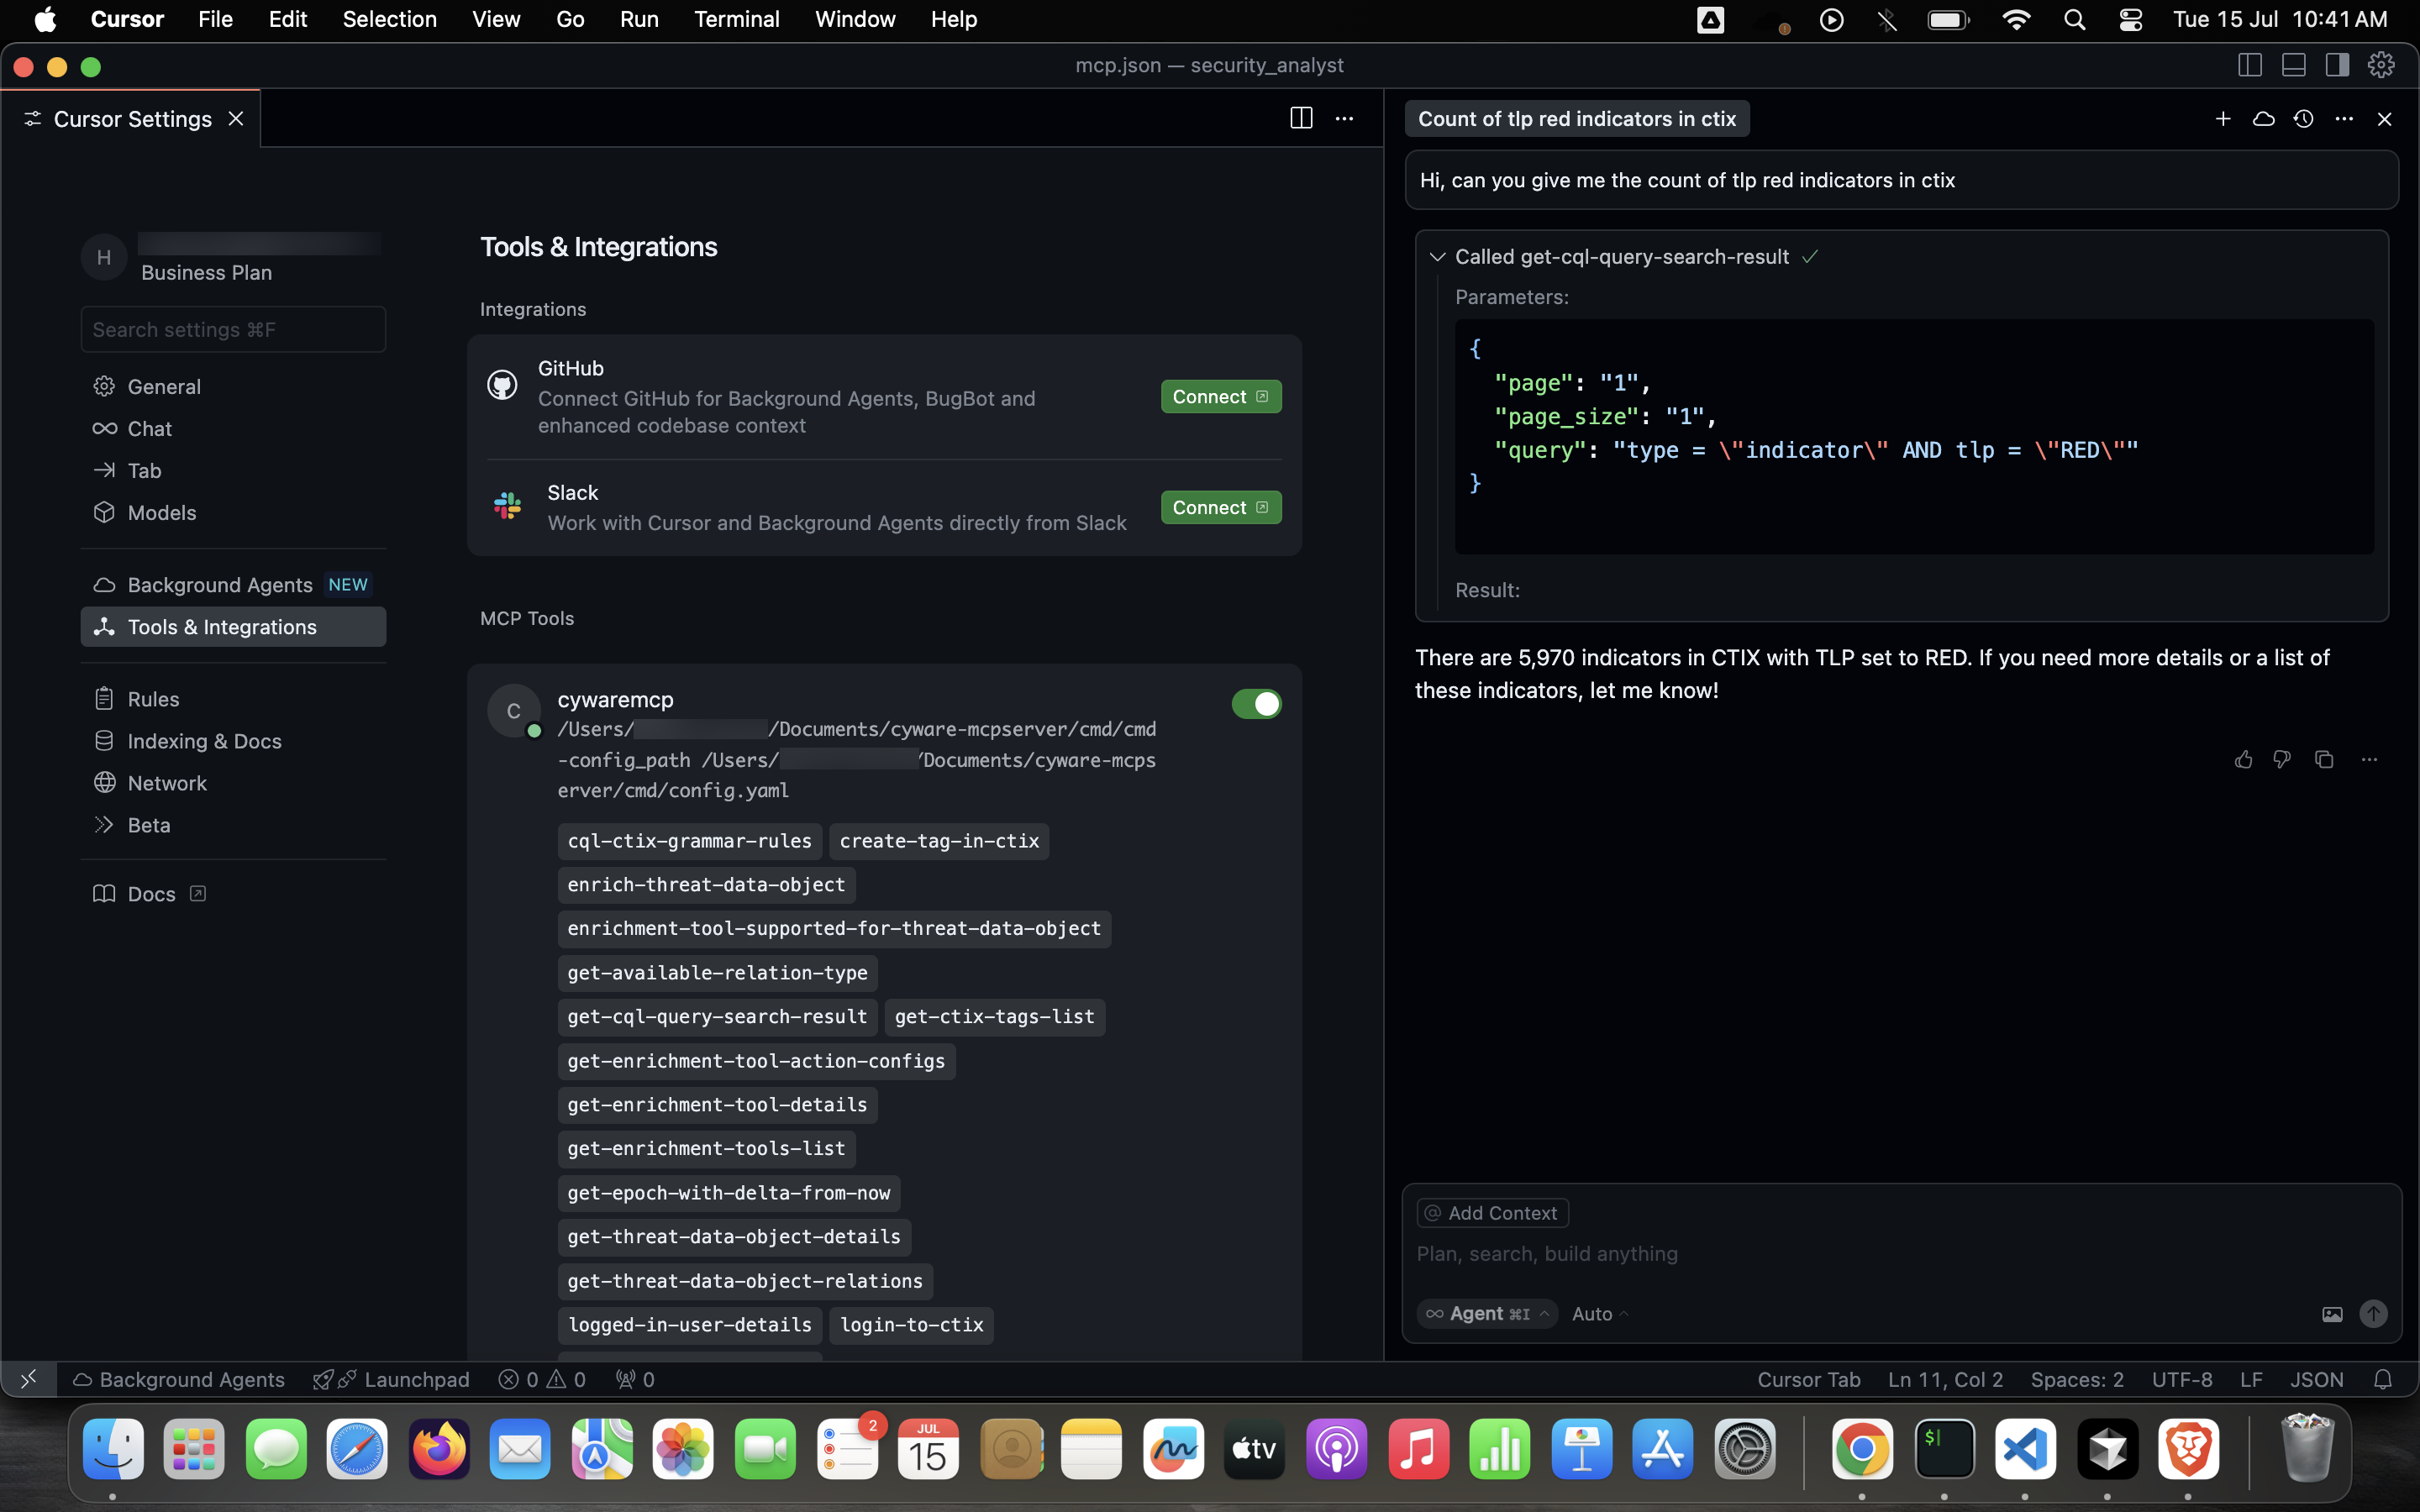 Cursor File Edit Selection View Go Run Terminal Window Help
Tue 15 Jul 10:41 AM
mcp.json — security_analyst
Cursor Settings
H
Business Plan
Search settings ⌘F
General
Chat
Tab
Models
Background Agents NEW
Tools & Integrations
Rules
Indexing & Docs
Network
Beta
Docs
Tools & Integrations
Integrations
GitHub
Connect GitHub for Background Agents, BugBot and
enhanced codebase context
Connect
Slack
Work with Cursor and Background Agents directly from Slack
Connect
MCP Tools
C
cywaremcp
/Users/ /Documents/cyware-mcpserver/cmd/cmd
-config_path /Users/ /Documents/cyware-mcps
erver/cmd/config.yaml
cql-ctix-grammar-rules create-tag-in-ctix
enrich-threat-data-object
enrichment-tool-supported-for-threat-data-object
get-available-relation-type
get-cql-query-search-result get-ctix-tags-list
get-enrichment-tool-action-configs
get-enrichment-tool-details
get-enrichment-tools-list
get-epoch-with-delta-from-now
get-threat-data-object-details
get-threat-data-object-relations
logged-in-user-details login-to-ctix
Count of tlp red indicators in ctix
Hi, can you give me the count of tlp red indicators in ctix
Called get-cql-query-search-result
Parameters:
{
"page": "1",
"page_size": "1",
"query": "type = \"indicator\" AND tlp = \"RED\""
}
Result:
There are 5,970 indicators in CTIX with TLP set to RED. If you need more details or a list of
these indicators, let me know!
@ Add Context
Plan, search, build anything
Agent ⌘I Auto
Background Agents Launchpad 0 0 0
Cursor Tab Ln 11, Col 2 Spaces: 2 UTF-8 LF JSON
2
JUL
15
tv
$